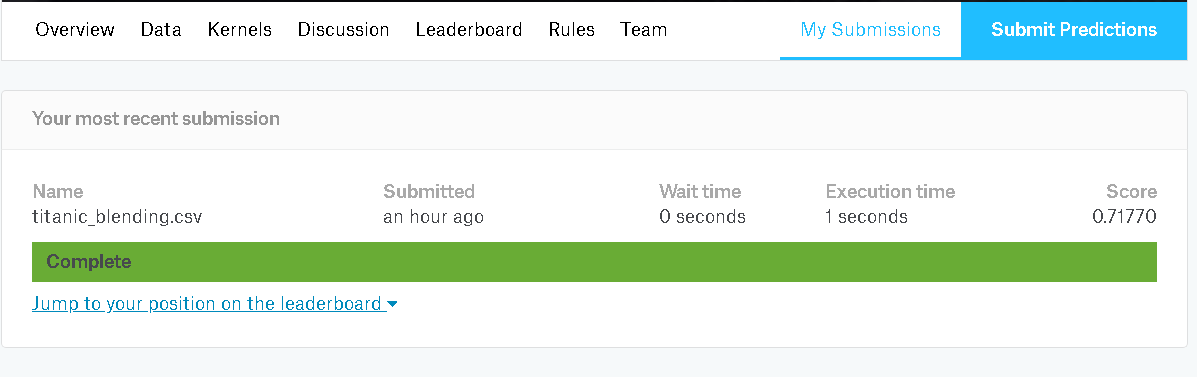 Overview Data Kernels Discussion Leaderboard Rules Team My Submissions Submit Predictions
Your most recent submission
Name Submitted Wait time Execution time Score
titanic_blending.csv an hour ago 0 seconds 1 seconds 0.71770
Complete
Jump to your position on the leaderboard